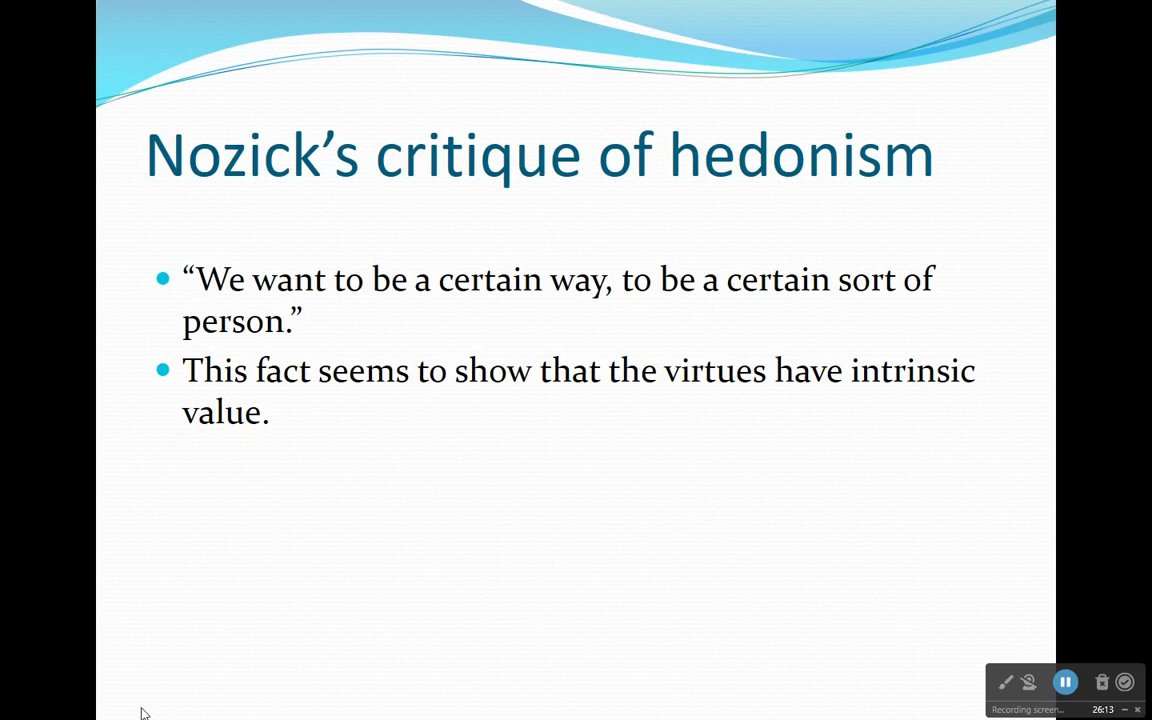 Nozick’s critique of hedonism
“We want to be a certain way, to be a certain sort of
person.”
This fact seems to show that the virtues have intrinsic
value.
Recording screen... 26:13